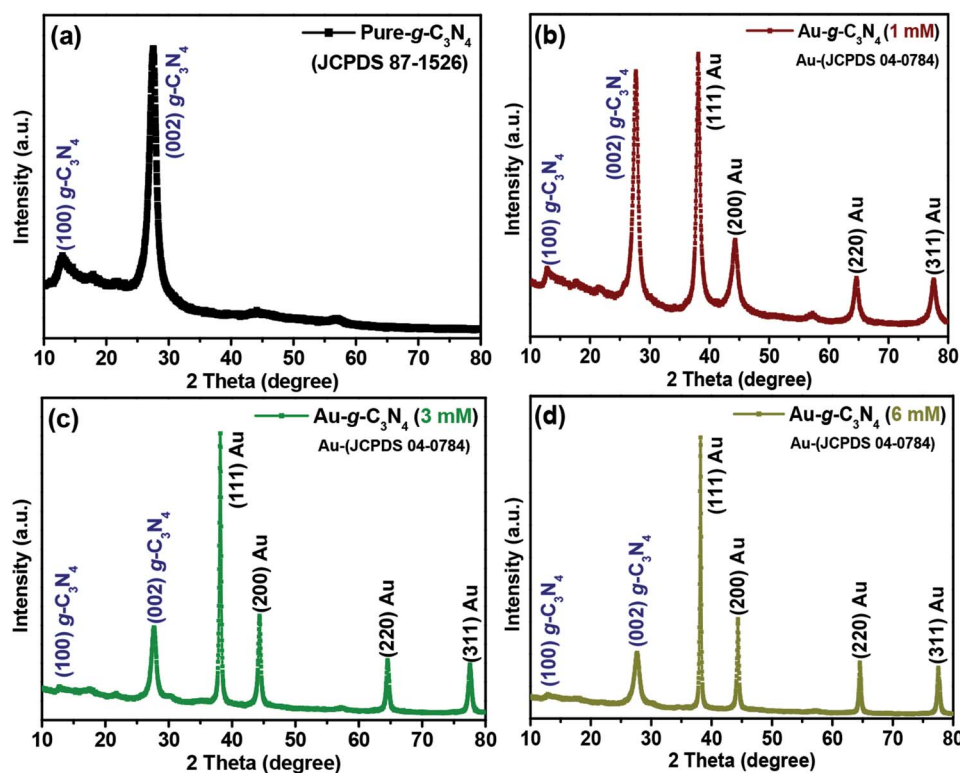 (a)
Pure-g-C₃N₄
(JCPDS 87-1526)
(100) g-C₃N₄
(002) g-C₃N₄
Intensity (a.u.)
10 20 30 40 50 60 70 80
2 Theta (degree)
(b)
Au-g-C₃N₄ (1 mM)
Au-(JCPDS 04-0784)
(100) g-C₃N₄
(002) g-C₃N₄
(111) Au
(200) Au
(220) Au
(311) Au
Intensity (a.u.)
10 20 30 40 50 60 70 80
2 Theta (degree)
(c)
Au-g-C₃N₄ (3 mM)
Au-(JCPDS 04-0784)
(100) g-C₃N₄
(002) g-C₃N₄
(111) Au
(200) Au
(220) Au
(311) Au
Intensity (a.u.)
10 20 30 40 50 60 70 80
2 Theta (degree)
(d)
Au-g-C₃N₄ (6 mM)
Au-(JCPDS 04-0784)
(100) g-C₃N₄
(002) g-C₃N₄
(111) Au
(200) Au
(220) Au
(311) Au
Intensity (a.u.)
10 20 30 40 50 60 70 80
2 Theta (degree)